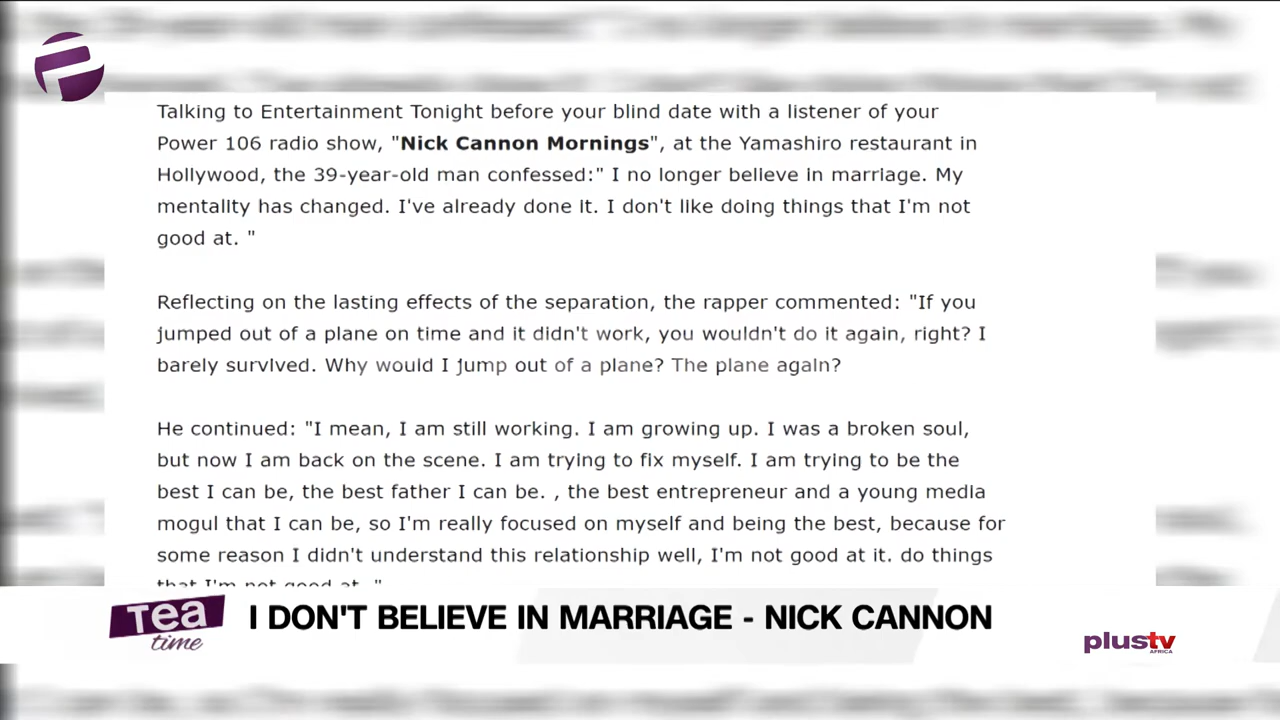 Talking to Entertainment Tonight before your blind date with a listener of your
Power 106 radio show, "Nick Cannon Mornings", at the Yamashiro restaurant in
Hollywood, the 39-year-old man confessed:" I no longer believe in marriage. My
mentality has changed. I've already done it. I don't like doing things that I'm not
good at. "
Reflecting on the lasting effects of the separation, the rapper commented: "If you
jumped out of a plane on time and it didn't work, you wouldn't do it again, right? I
barely survived. Why would I jump out of a plane? The plane again?
He continued: "I mean, I am still working. I am growing up. I was a broken soul,
but now I am back on the scene. I am trying to fix myself. I am trying to be the
best I can be, the best father I can be. , the best entrepreneur and a young media
mogul that I can be, so I'm really focused on myself and being the best, because for
some reason I didn't understand this relationship well, I'm not good at it. do things
that I'm not good at. "
Tea
time
I DON'T BELIEVE IN MARRIAGE - NICK CANNON
plustv
AFRICA